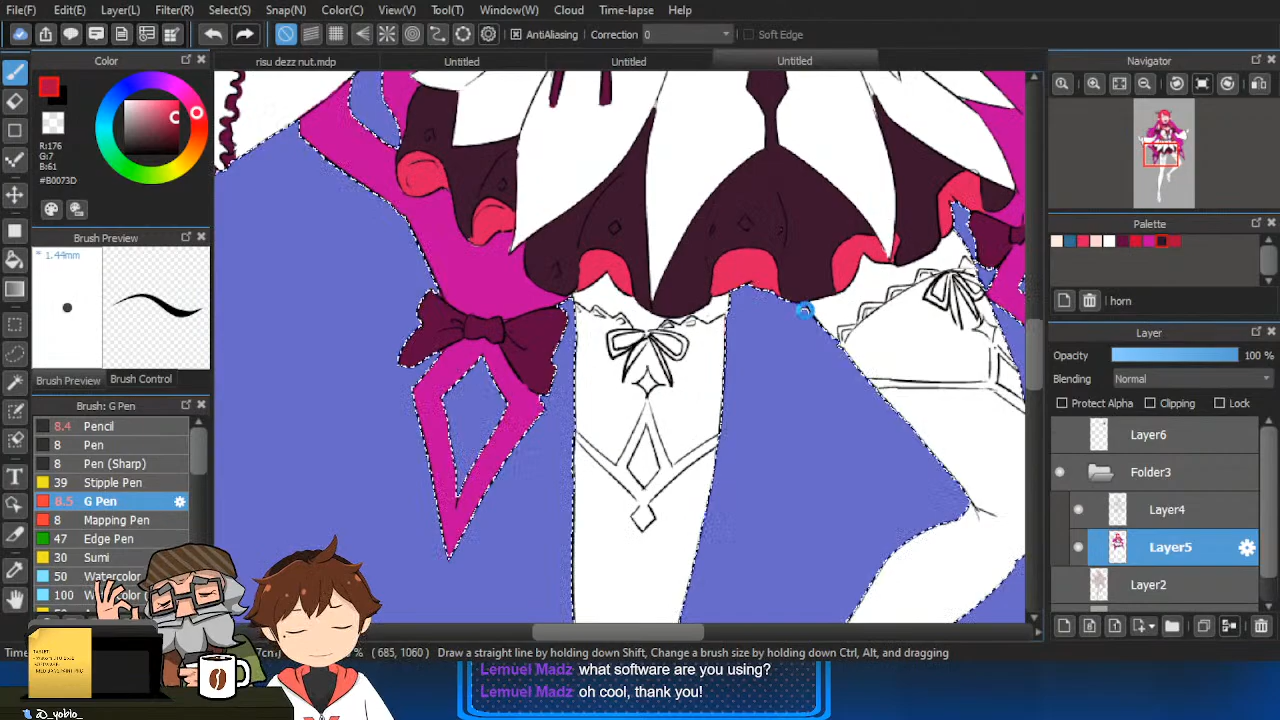 File(F) Edit(E) Layer(L) Filter(R) Select(S) Snap(N) Color(C) View(V) Tool(T) Window(W) Cloud Time-lapse Help
AntiAliasing Correction 0 Soft Edge
Color
risu dezz nut.mdp Untitled Untitled Untitled
Navigator
R:176
G:7
B:61
#B0073D
Brush Preview
1.44mm
Palette
horn
Layer
Opacity 100 %
Blending Normal
Protect Alpha Clipping Lock
Brush Preview Brush Control
Brush: G Pen
8.4 Pencil
8 Pen
8 Pen (Sharp)
39 Stipple Pen
8.5 G Pen
8 Mapping Pen
47 Edge Pen
30 Sumi
50 Watercolor
100 Watercolor
Layer6
Folder3
Layer4
Layer5
Layer2
(685, 1060) Draw a straight line by holding down Shift, Change a brush size by holding down Ctrl, Alt, and dragging
Lemuel Madz what software are you using?
Lemuel Madz oh cool, thank you!